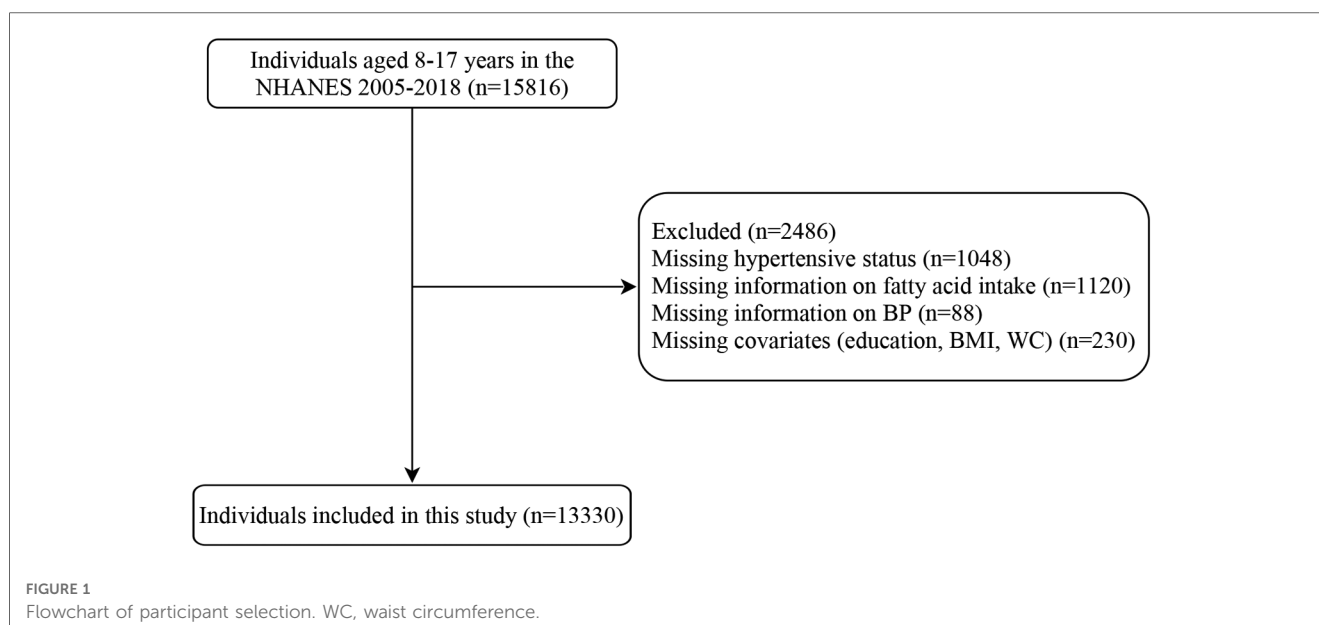 Individuals aged 8-17 years in the
NHANES 2005-2018 (n=15816)
Excluded (n=2486)
Missing hypertensive status (n=1048)
Missing information on fatty acid intake (n=1120)
Missing information on BP (n=88)
Missing covariates (education, BMI, WC) (n=230)
Individuals included in this study (n=13330)
FIGURE 1
Flowchart of participant selection. WC, waist circumference.